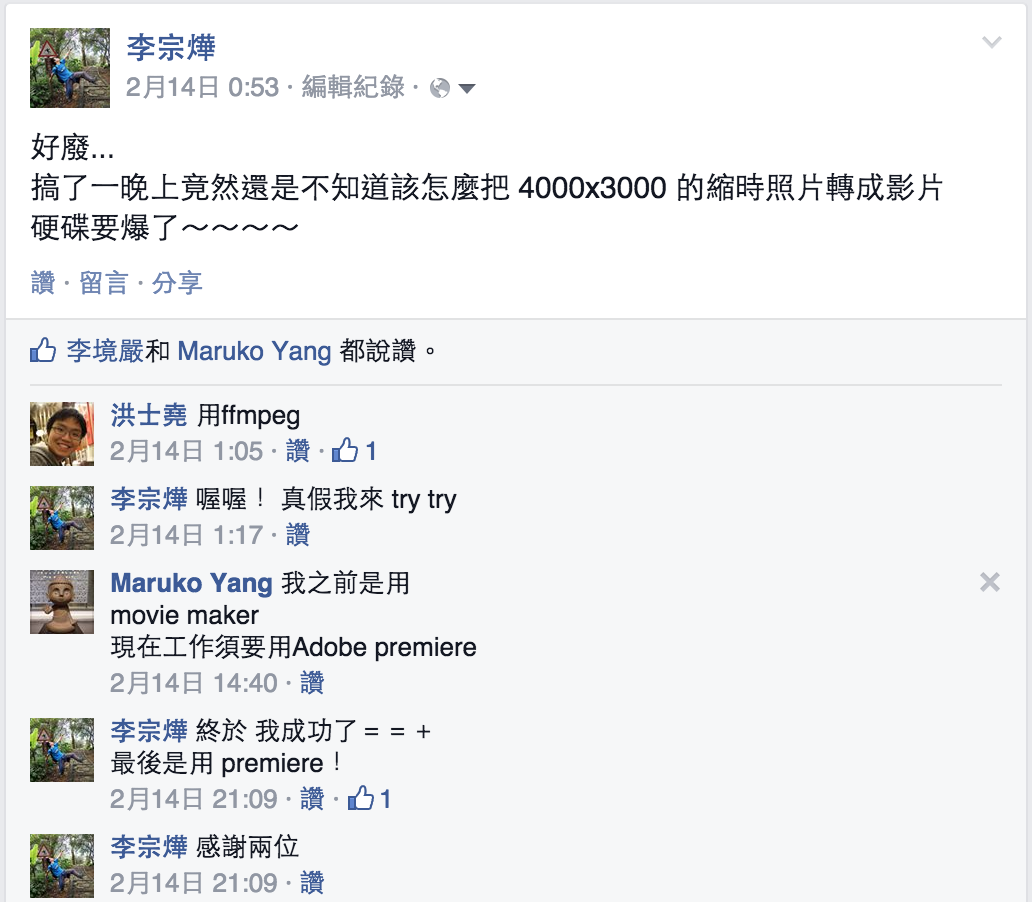 李宗燁
2月14日 0:53 · 編輯紀錄 ·
好廢...
搞了一晚上竟然還是不知道該怎麼把 4000x3000 的縮時照片轉成影片
硬碟要爆了～～～～
讚 · 留言 · 分享
李境嚴和 Maruko Yang 都說讚。
洪士堯 用ffmpeg
2月14日 1:05 · 讚 · 1
李宗燁 喔喔！ 真假我來 try try
2月14日 1:17 · 讚
Maruko Yang 我之前是用
movie maker
現在工作須要用Adobe premiere
2月14日 14:40 · 讚
李宗燁 終於 我成功了 = = +
最後是用 premiere！
2月14日 21:09 · 讚 · 1
李宗燁 感謝兩位
2月14日 21:09 · 讚